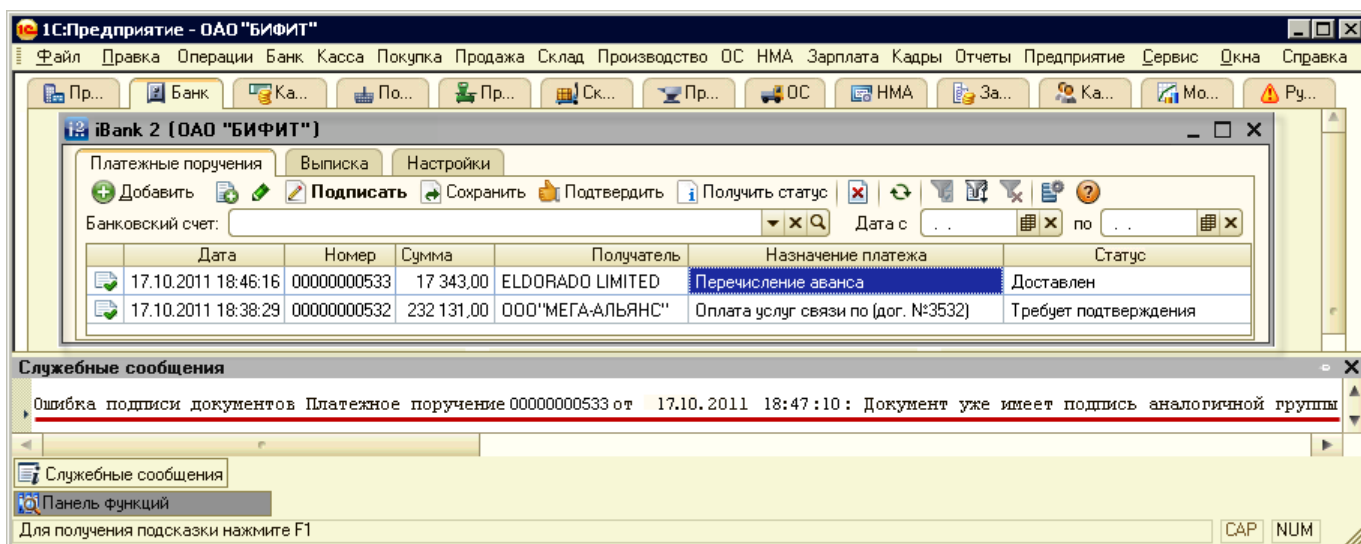 1С:Предприятие - ОАО "БИФИТ"
Файл Правка Операции Банк Касса Покупка Продажа Склад Производство ОС НМА Зарплата Кадры Отчеты Предприятие Сервис Окна Справка
Пр... Банк Ка... По... Пр... Ск... Пр... ОС НМА За... Ка... Мо... Ру...
iBank 2 (ОАО "БИФИТ")
Платежные поручения Выписка Настройки
Добавить Подписать Сохранить Подтвердить Получить статус
Банковский счет: Дата с . . по . .
Дата Номер Сумма Получатель Назначение платежа Статус
17.10.2011 18:46:16 00000000533 17 343,00 ELDORADO LIMITED Перечисление аванса Доставлен
17.10.2011 18:38:29 00000000532 232 131,00 ООО"МЕГА-АЛЬЯНС" Оплата услуг связи по (дог. №3532) Требует подтверждения
Служебные сообщения
Ошибка подписи документов Платежное поручение 00000000533 от 17.10.2011 18:47:10: Документ уже имеет подпись аналогичной группы
Служебные сообщения
Панель функций
Для получения подсказки нажмите F1 CAP NUM